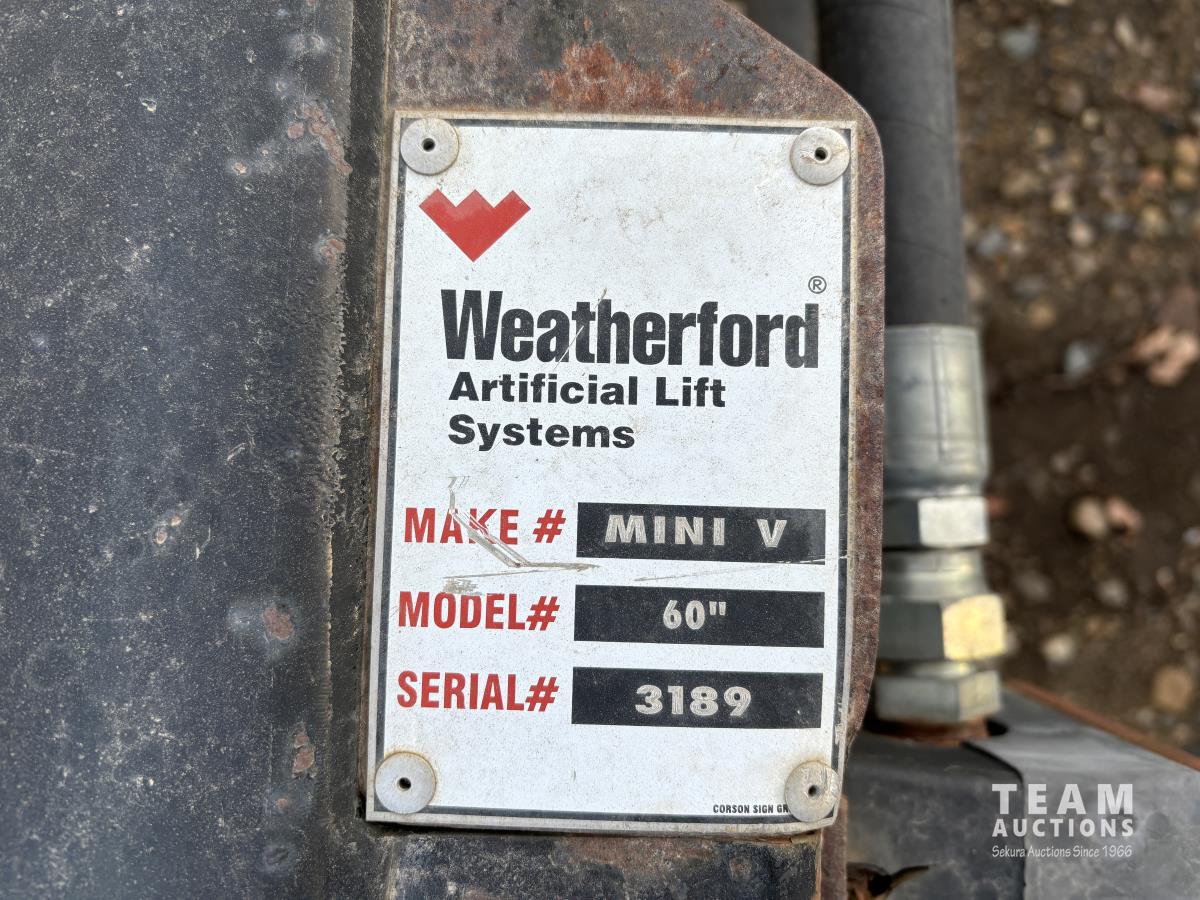 Weatherford®
Artificial Lift
Systems
MAKE # MINI V
MODEL# 60"
SERIAL# 3189
CORSON SIGN
TEAM
AUCTIONS
Sekura Auctions Since 1966